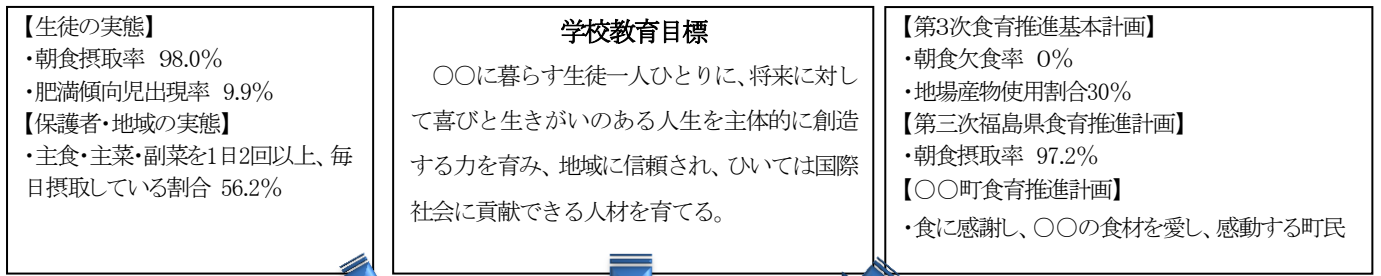 【生徒の実態】
・朝食摂取率 98.0%
・肥満傾向児出現率 9.9%
【保護者・地域の実態】
・主食・主菜・副菜を1日2回以上、毎
日摂取している割合 56.2%
学校教育目標
○○に暮らす生徒一人ひとりに、将来に対し
て喜びと生きがいのある人生を主体的に創造
する力を育み、地域に信頼され、ひいては国際
社会に貢献できる人材を育てる。
【第3次食育推進基本計画】
・朝食欠食率 0%
・地場産物使用割合30%
【第三次福島県食育推進計画】
・朝食摂取率 97.2%
【○○町食育推進計画】
・食に感謝し、○○の食材を愛し、感動する町民